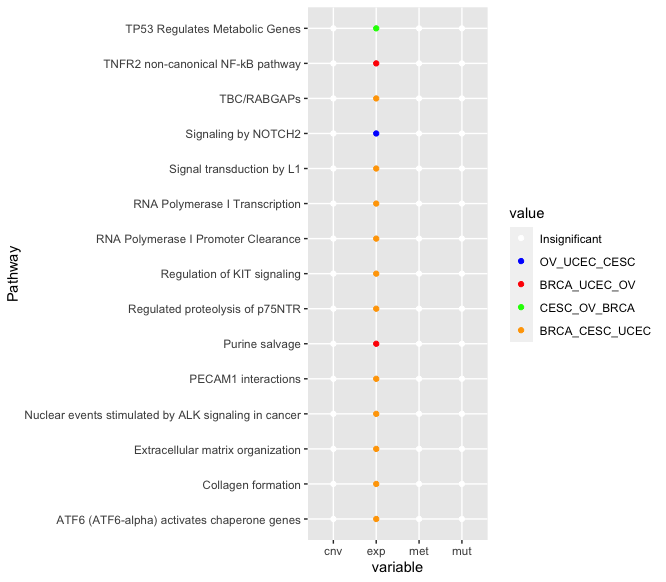 TP53 Regulates Metabolic Genes
TNFR2 non-canonical NF-kB pathway
TBC/RABGAPs
Signaling by NOTCH2
Signal transduction by L1
RNA Polymerase I Transcription
RNA Polymerase I Promoter Clearance
Regulation of KIT signaling
Regulated proteolysis of p75NTR
Purine salvage
PECAM1 interactions
Nuclear events stimulated by ALK signaling in cancer
Extracellular matrix organization
Collagen formation
ATF6 (ATF6-alpha) activates chaperone genes
Pathway
cnv exp met mut
variable
value
Insignificant
OV_UCEC_CESC
BRCA_UCEC_OV
CESC_OV_BRCA
BRCA_CESC_UCEC